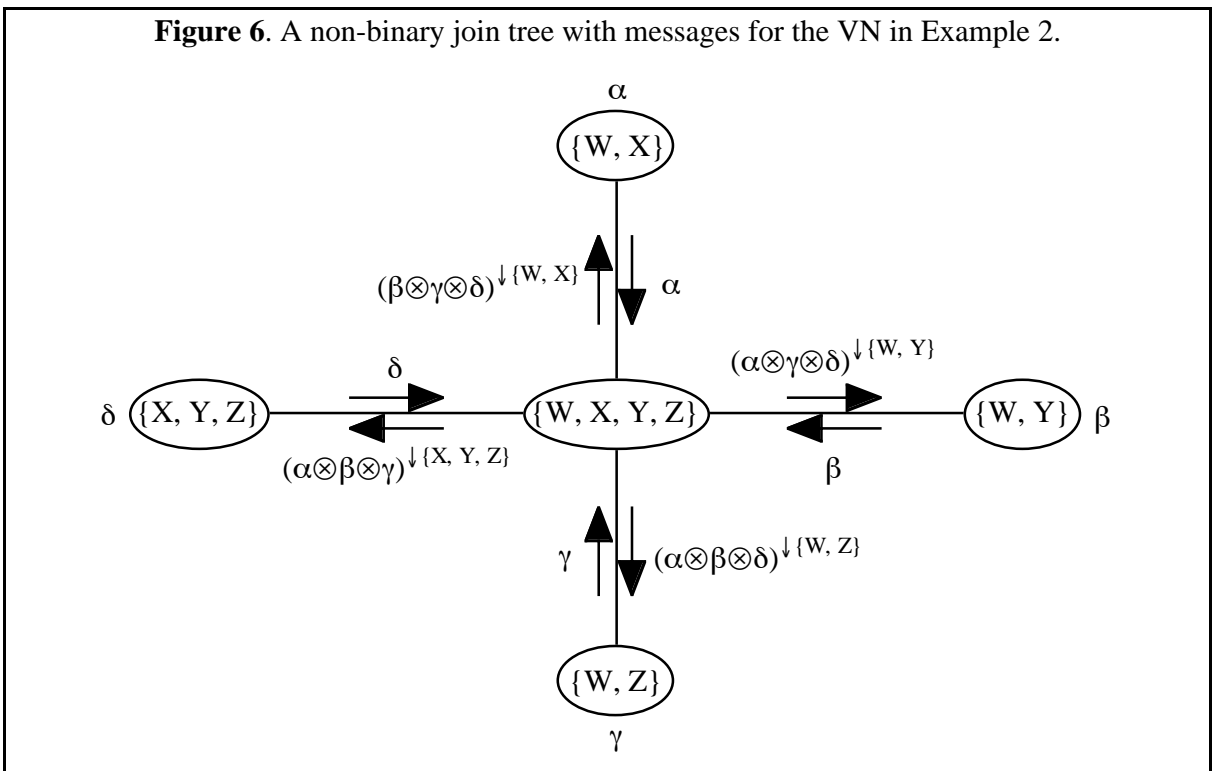 Figure 6. A non-binary join tree with messages for the VN in Example 2.
α
{W, X}
(β⊗γ⊗δ)↓{W, X}
α
δ
(α⊗γ⊗δ)↓{W, Y}
δ {X, Y, Z}
{W, X, Y, Z}
{W, Y} β
(α⊗β⊗γ)↓{X, Y, Z}
β
γ
(α⊗β⊗δ)↓{W, Z}
{W, Z}
γ